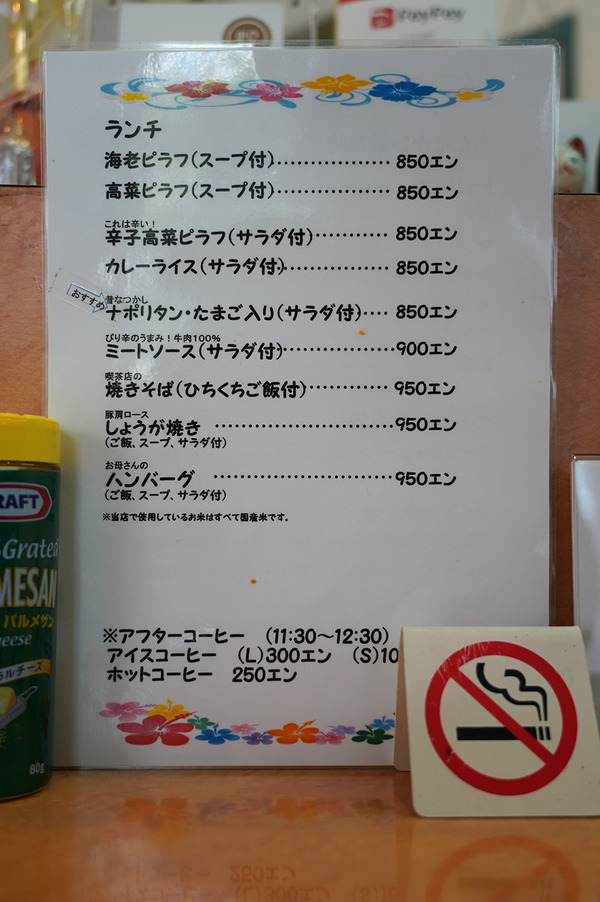 PayPay
ランチ
海老ピラフ(スープ付)‥‥‥‥‥‥ 850エン
高菜ピラフ(スープ付)‥‥‥‥‥‥ 850エン
これは辛い!
辛子高菜ピラフ(サラダ付)‥‥‥‥ 850エン
カレーライス(サラダ付)‥‥‥‥‥ 850エン
おすすめ
昔なつかし
ナポリタン・たまご入り(サラダ付)‥‥ 850エン
ぴり辛のうまみ!牛肉100%
ミートソース(サラダ付)‥‥‥‥‥ 900エン
喫茶店の
焼きそば(ひちくちご飯付)‥‥‥‥ 950エン
豚肩ロース
しょうが焼き ‥‥‥‥‥‥‥‥‥ 950エン
(ご飯、スープ、サラダ付)
お母さんの
ハンバーグ ‥‥‥‥‥‥‥‥‥ 950エン
(ご飯、スープ、サラダ付)
※当店で使用しているお米はすべて国産米です。
※アフターコーヒー (11:30~12:30)
アイスコーヒー (L)300エン (S)10
ホットコーヒー 250エン
RAFT
Grated
MESAN
パルメザン
heese
ラルチーズ
80g